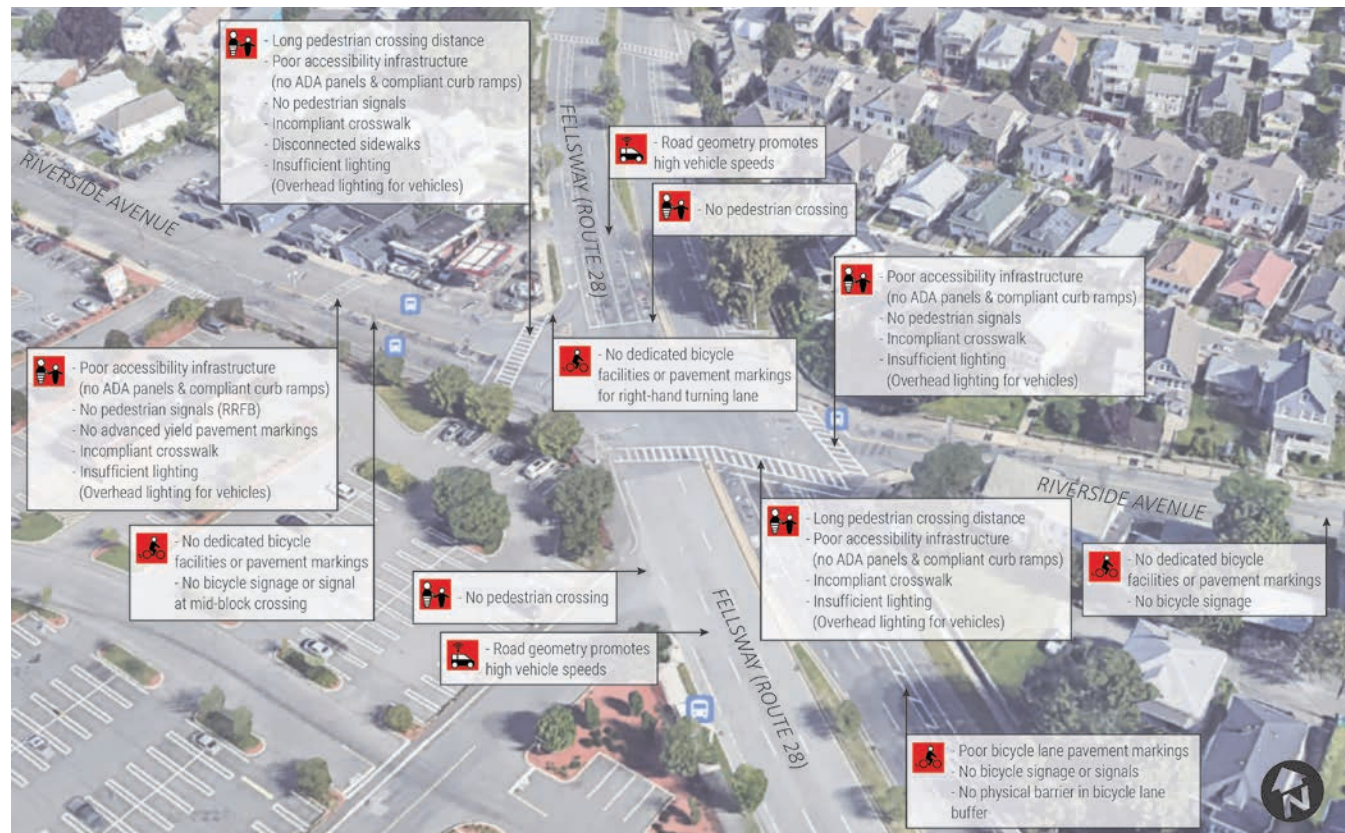 - Long pedestrian crossing distance
- Poor accessibility infrastructure
(no ADA panels & compliant curb ramps)
- No pedestrian signals
- Incompliant crosswalk
- Disconnected sidewalks
- Insufficient lighting
(Overhead lighting for vehicles)
RIVERSIDE AVENUE
FELLSWAY (ROUTE 28)
- Road geometry promotes
high vehicle speeds
- No pedestrian crossing
- Poor accessibility infrastructure
(no ADA panels & compliant curb ramps)
- No pedestrian signals
- Incompliant crosswalk
- Insufficient lighting
(Overhead lighting for vehicles)
- Poor accessibility infrastructure
(no ADA panels & compliant curb ramps)
- No pedestrian signals (RRFB)
- No advanced yield pavement markings
- Incompliant crosswalk
- Insufficient lighting
(Overhead lighting for vehicles)
- No dedicated bicycle
facilities or pavement markings
for right-hand turning lane
RIVERSIDE AVENUE
- No dedicated bicycle
facilities or pavement markings
- No bicycle signage or signal
at mid-block crossing
- No pedestrian crossing
- Road geometry promotes
high vehicle speeds
FELLSWAY (ROUTE 28)
- Long pedestrian crossing distance
- Poor accessibility infrastructure
(no ADA panels & compliant curb ramps)
- Incompliant crosswalk
- Insufficient lighting
(Overhead lighting for vehicles)
- No dedicated bicycle
facilities or pavement markings
- No bicycle signage
- Poor bicycle lane pavement markings
- No bicycle signage or signals
- No physical barrier in bicycle lane
buffer
N